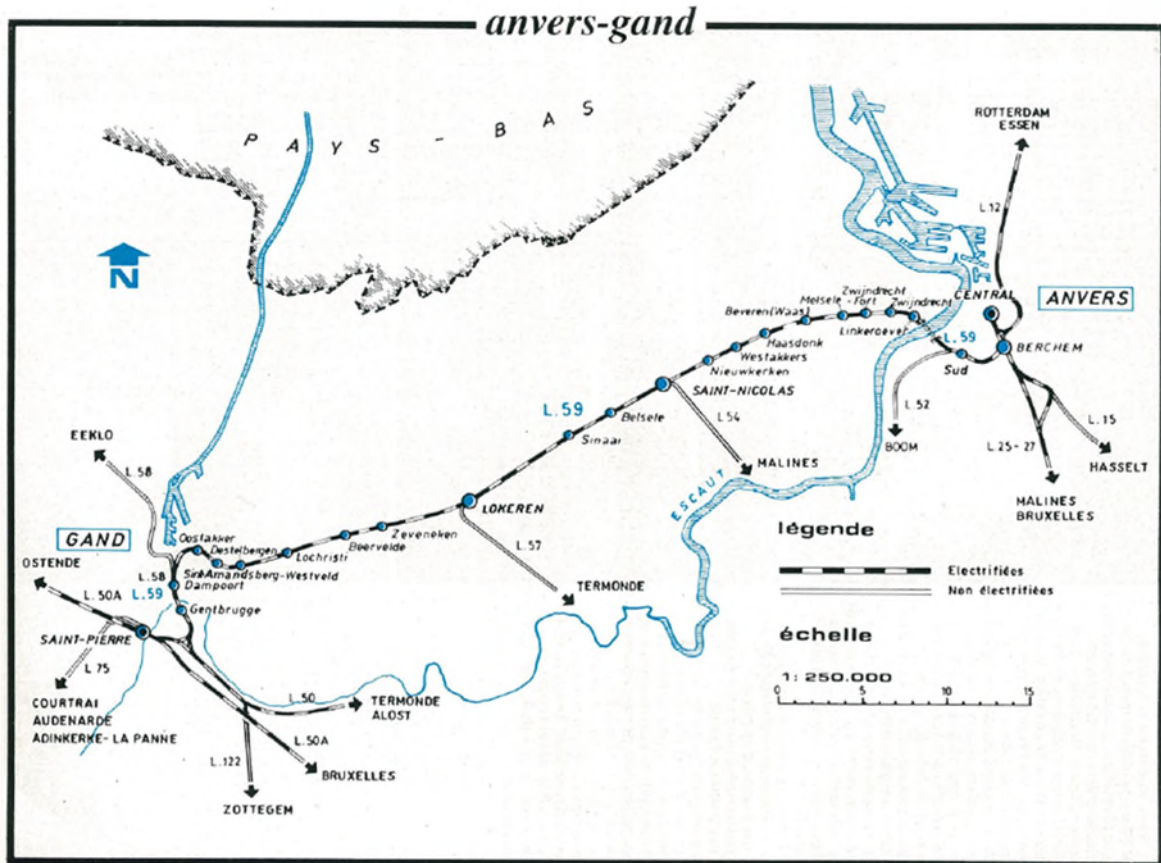 anvers-gand
PAYS-BAS
ROTTERDAM
ESSEN
L.12
N
Zwijndrecht
Melsele-Fort
Zwijndrecht
CENTRAL
ANVERS
Beveren(Waas)
Linkeroever
L.59
BERCHEM
Haasdonk
Westakkers
Sud
Nieuwkerken
SAINT-NICOLAS
L.59
Belsele
L.54
L.52
L.15
Sinaai
BOOM
L.25-27
HASSELT
EEKLO
L.58
MALINES
MALINES
BRUXELLES
ESCAUT
LOKEREN
Zeveneken
Beervelde
Lochristi
L.57
légende
GAND
Oostakker
Destelbergen
Sint-Amandsberg-Westveld
OSTENDE
L.58
Dampoort
L.59
L.50A
Gentbrugge
TERMONDE
Electrifiées
Non électrifiées
SAINT-PIERRE
échelle
L.75
1: 250.000
0 5 10 15
COURTRAI
AUDENARDE
ADINKERKE-LA PANNE
L.50
TERMONDE
ALOST
L.50A
L.122
BRUXELLES
ZOTTEGEM